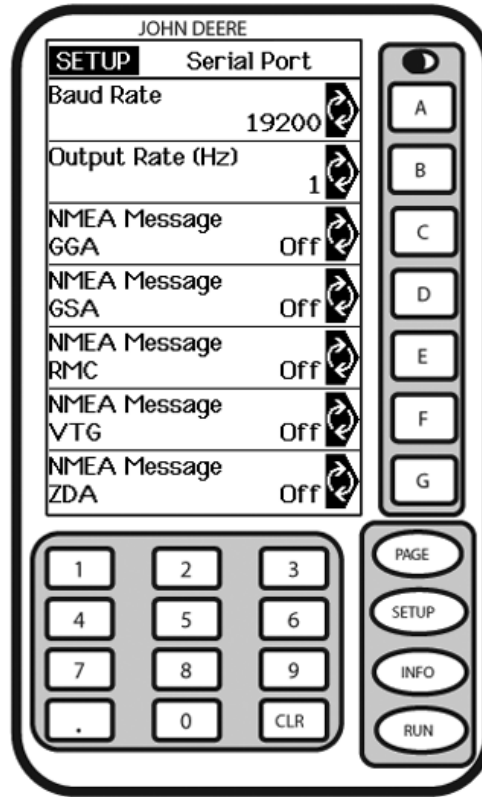 JOHN DEERE
SETUP Serial Port
Baud Rate
19200
Output Rate (Hz)
1
NMEA Message
GGA Off
NMEA Message
GSA Off
NMEA Message
RMC Off
NMEA Message
VTG Off
NMEA Message
ZDA Off
A
B
C
D
E
F
G
PAGE
SETUP
INFO
RUN
1 2 3
4 5 6
7 8 9
. 0 CLR